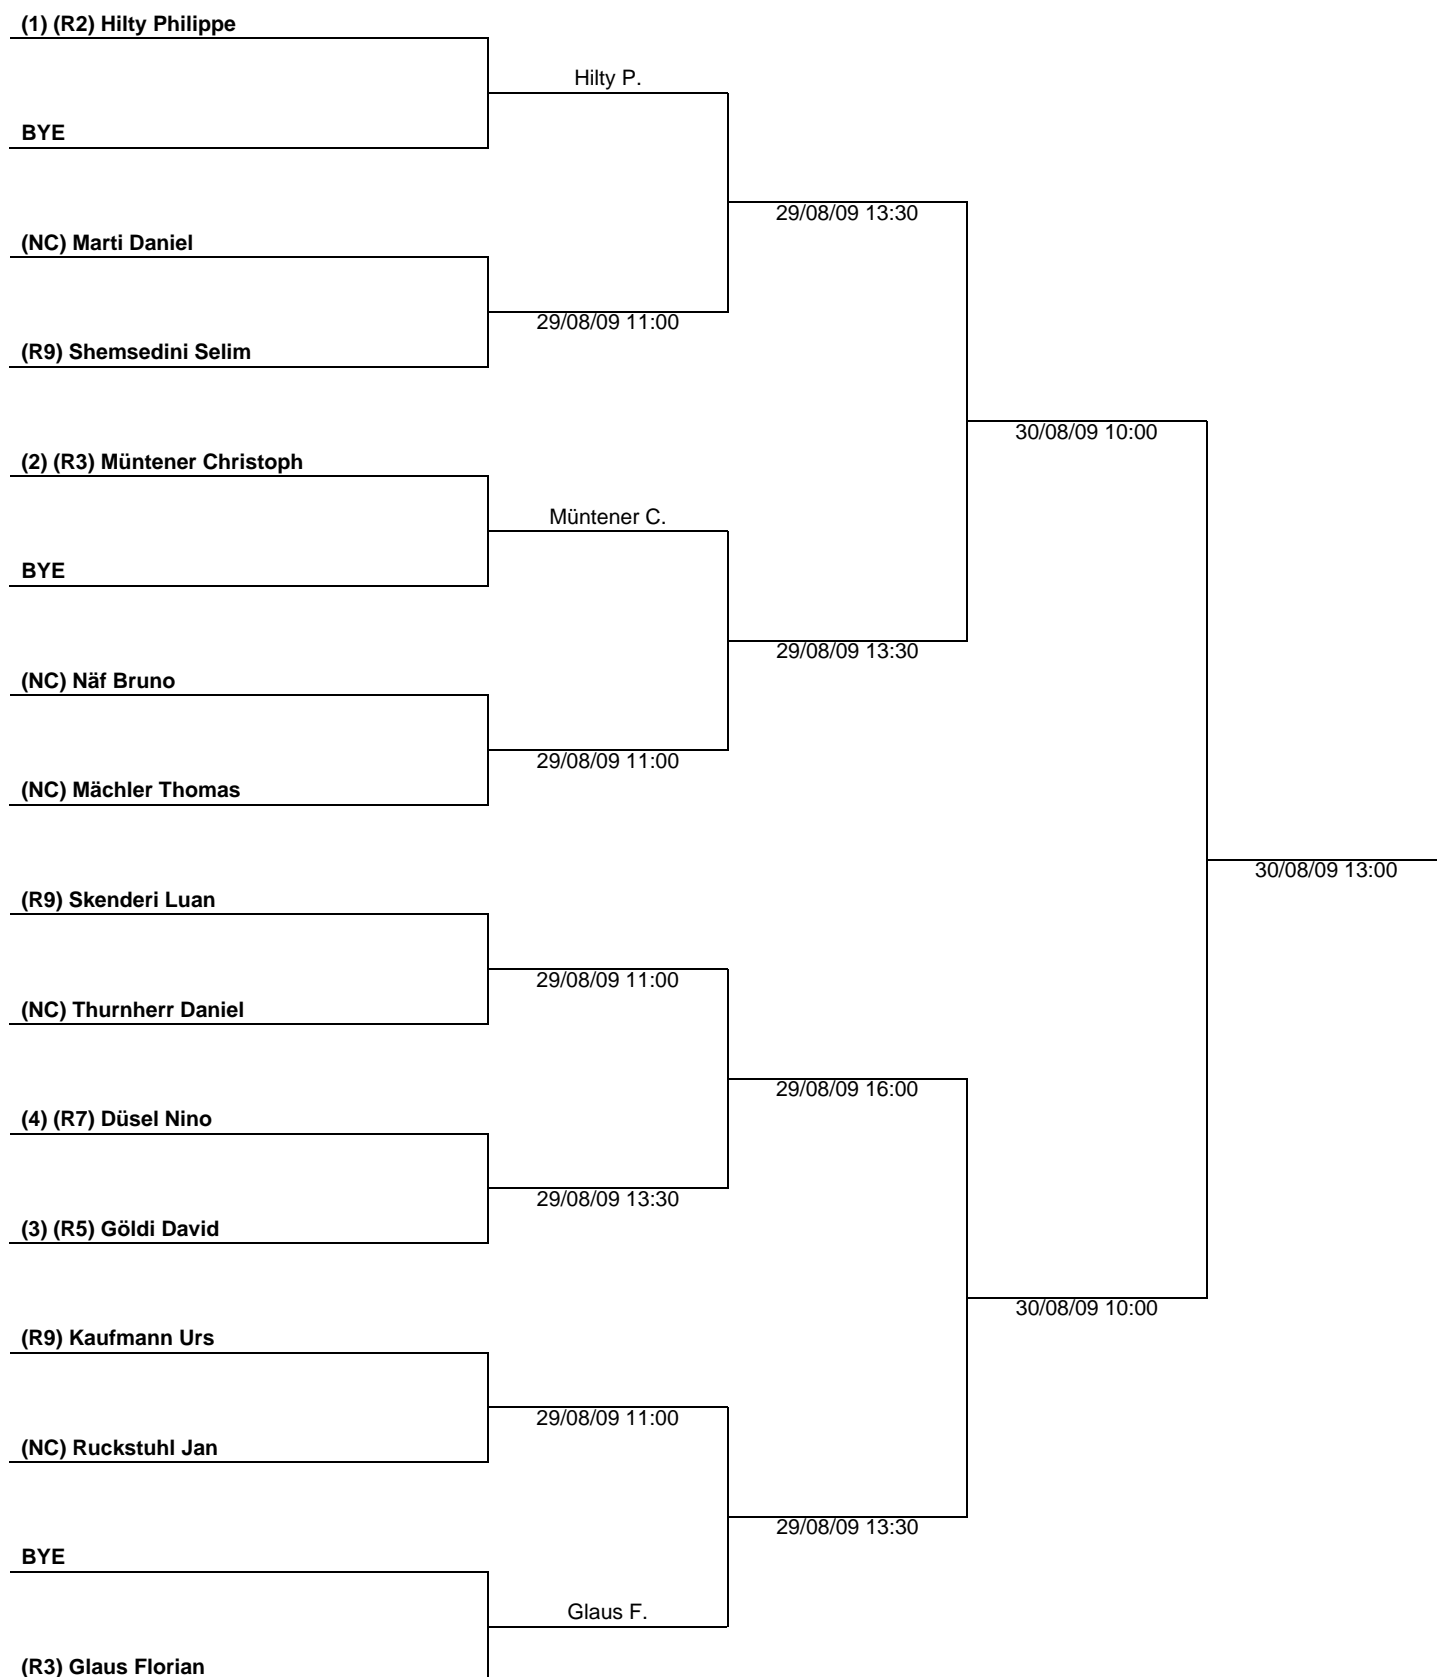 (1) (R2) Hilty Philippe
Hilty P.
BYE
29/08/09 13:30
(NC) Marti Daniel
29/08/09 11:00
(R9) Shemsedini Selim
30/08/09 10:00
(2) (R3) Müntener Christoph
Müntener C.
BYE
29/08/09 13:30
(NC) Näf Bruno
29/08/09 11:00
(NC) Mächler Thomas
30/08/09 13:00
(R9) Skenderi Luan
29/08/09 11:00
(NC) Thurnherr Daniel
29/08/09 16:00
(4) (R7) Düsel Nino
29/08/09 13:30
(3) (R5) Göldi David
30/08/09 10:00
(R9) Kaufmann Urs
29/08/09 11:00
(NC) Ruckstuhl Jan
29/08/09 13:30
BYE
Glaus F.
(R3) Glaus Florian